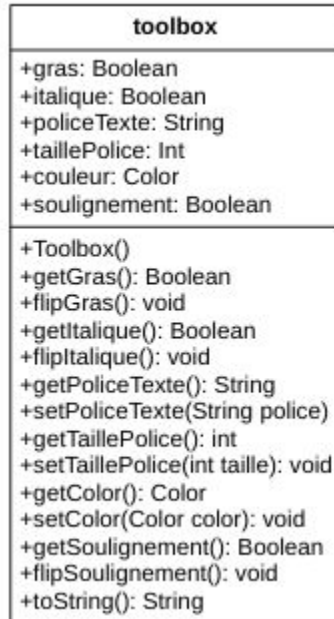 toolbox
+gras: Boolean
+italique: Boolean
+policeTexte: String
+taillePolice: Int
+couleur: Color
+soulignement: Boolean
+Toolbox()
+getGras(): Boolean
+flipGras(): void
+getItalique(): Boolean
+flipItalique(): void
+getPoliceTexte(): String
+setPoliceTexte(String police)
+getTaillePolice(): int
+setTaillePolice(int taille): void
+getColor(): Color
+setColor(Color color): void
+getSoulignement(): Boolean
+flipSoulignement(): void
+toString(): String